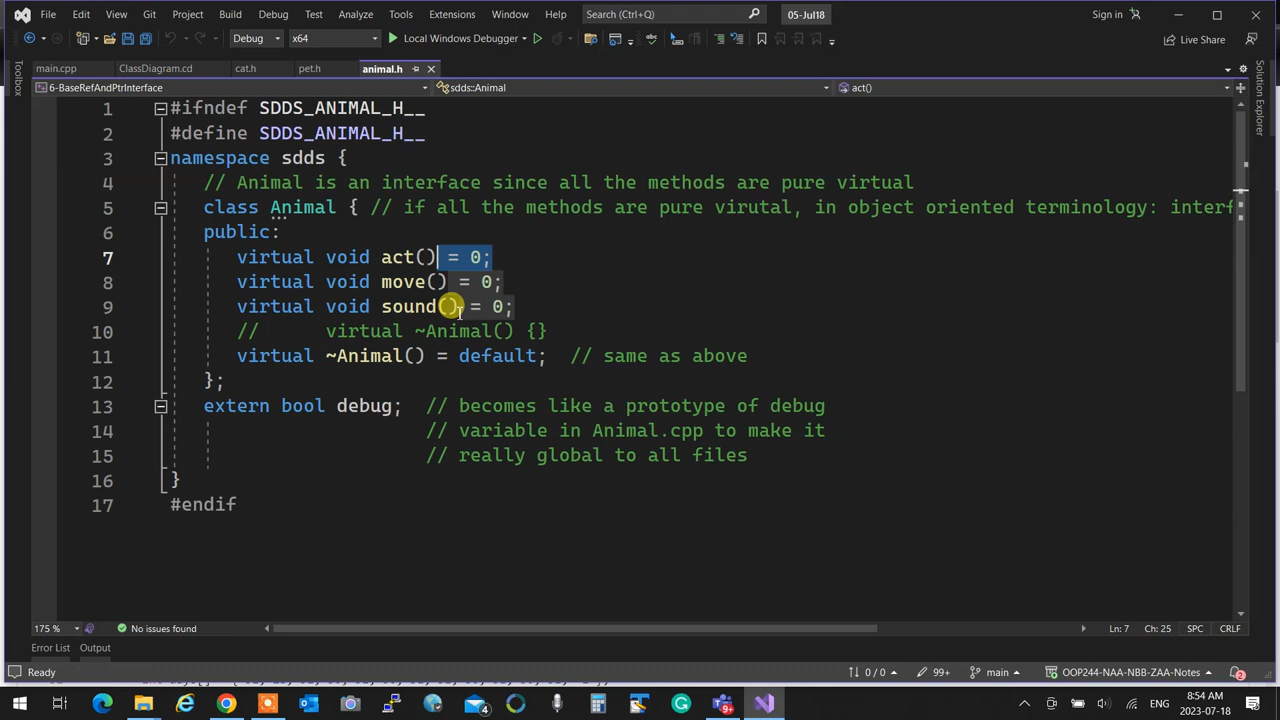 File Edit View Git Project Build Debug Test Analyze Tools Extensions Window Help Search (Ctrl+Q) 05-Jul18 Sign in
Debug x64 Local Windows Debugger Live Share
main.cpp ClassDiagram.cd cat.h pet.h animal.h
6-BaseRefAndPtrInterface sdds::Animal act()
1 #ifndef SDDS_ANIMAL_H__
2 #define SDDS_ANIMAL_H__
3 namespace sdds {
4 // Animal is an interface since all the methods are pure virtual
5 class Animal { // if all the methods are pure virutal, in object oriented terminology: interf
6 public:
7 virtual void act() = 0;
8 virtual void move() = 0;
9 virtual void sound() = 0;
10 // virtual ~Animal() {}
11 virtual ~Animal() = default; // same as above
12 };
13 extern bool debug; // becomes like a prototype of debug
14 // variable in Animal.cpp to make it
15 // really global to all files
16 }
17 #endif
Toolbox
Solution Explorer
175 % No issues found Ln: 7 Ch: 25 SPC CRLF
Error List Output
Ready 0 / 0 99+ main OOP244-NAA-NBB-ZAA-Notes 2
4 9+ ENG 8:54 AM
2023-07-18